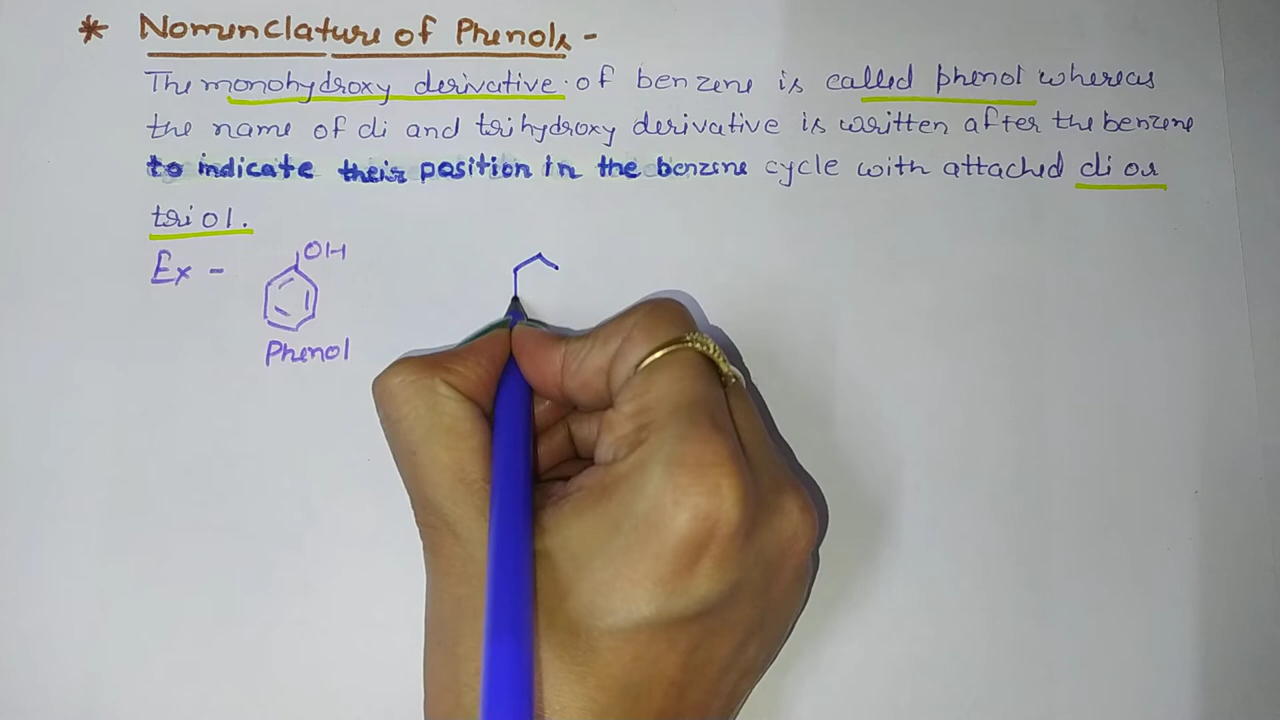 * Nomenclature of Phenols -
The monohydroxy derivative of benzene is called phenol whereas
the name of di and trihydroxy derivative is written after the benzene
to indicate their position in the benzene cycle with attached di or
tri ol.
Ex - OH
Phenol